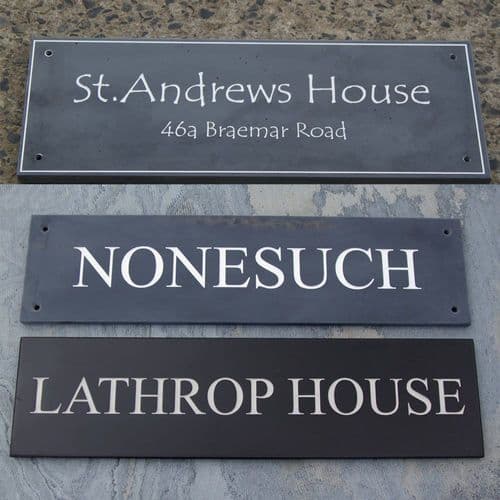 St.Andrews House
46a Braemar Road
NONESUCH
LATHROP HOUSE